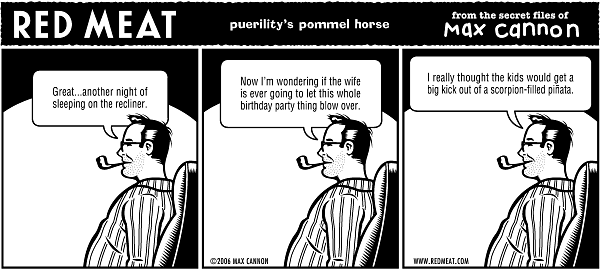 RED MEAT
puerility's pommel horse
from the secret files of
Max cannon
Great...another night of
sleeping on the recliner.
Now I'm wondering if the wife
is ever going to let this whole
birthday party thing blow over.
I really thought the kids would get a
big kick out of a scorpion-filled piñata.
©2006 MAX CANNON
WWW.REDMEAT.COM